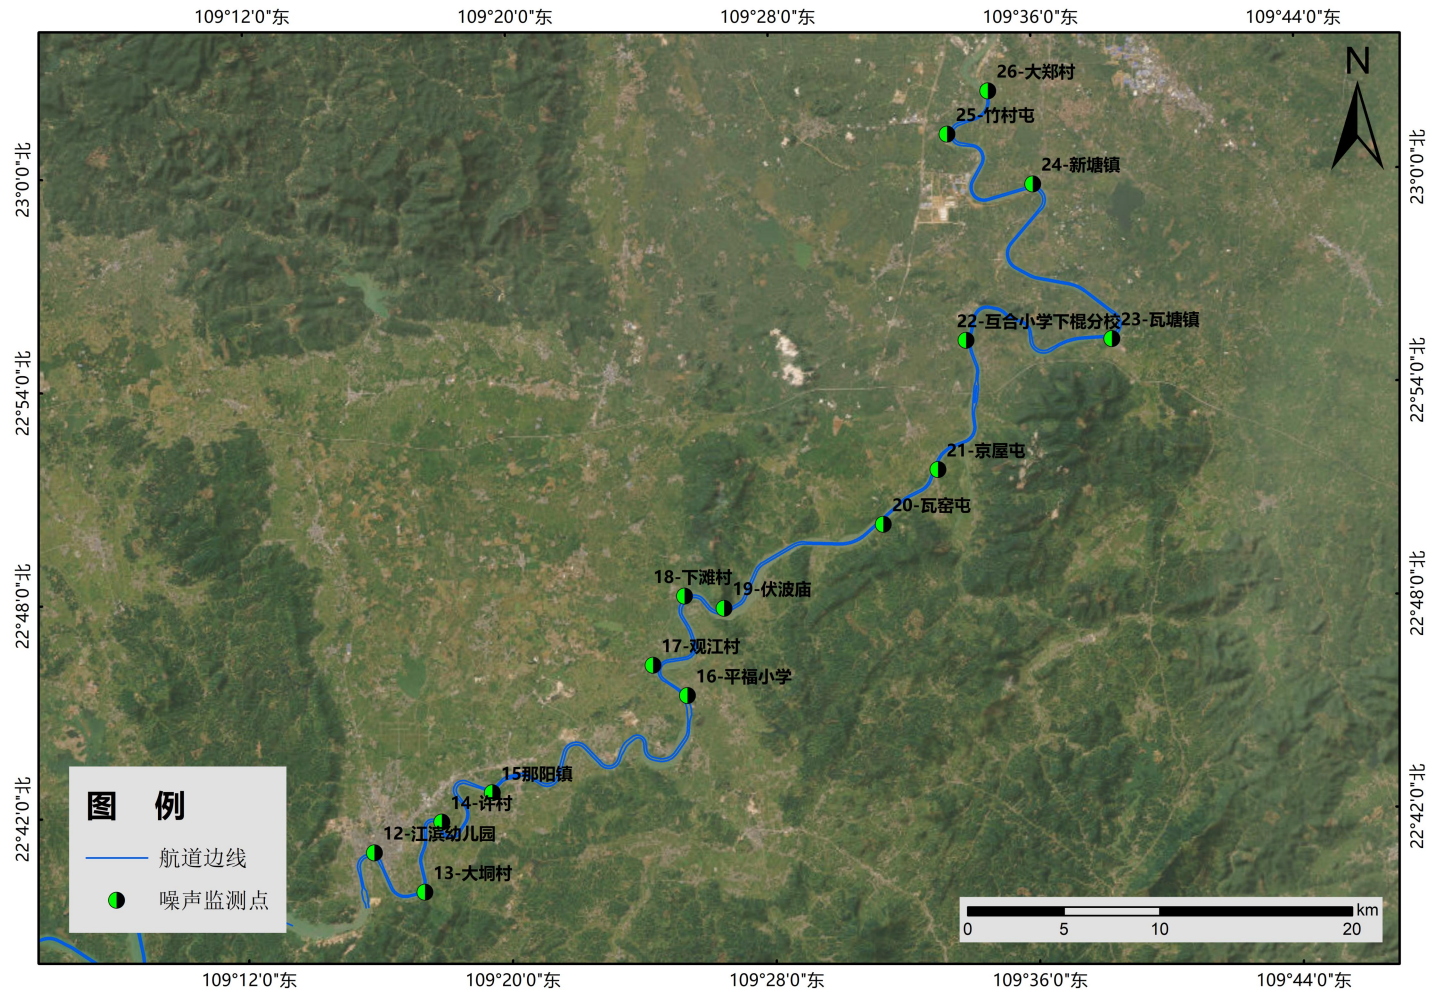 109°12'0"东
109°20'0"东
109°28'0"东
109°36'0"东
109°44'0"东
N
26-大郑村
25-竹村屯
24-新塘镇
23°0'0"北
23°0'0"北
22-互合小学下棍分校
23-瓦塘镇
22°54'0"北
22°54'0"北
21-京屋屯
20-瓦窑屯
18-下滩村
19-伏波庙
22°48'0"北
22°48'0"北
17-观江村
16-平福小学
15那阳镇
14-许村
12-江滨幼儿园
13-大垌村
22°42'0"北
22°42'0"北
图 例
航道边线
噪声监测点
km
0 5 10 20
109°12'0"东
109°20'0"东
109°28'0"东
109°36'0"东
109°44'0"东